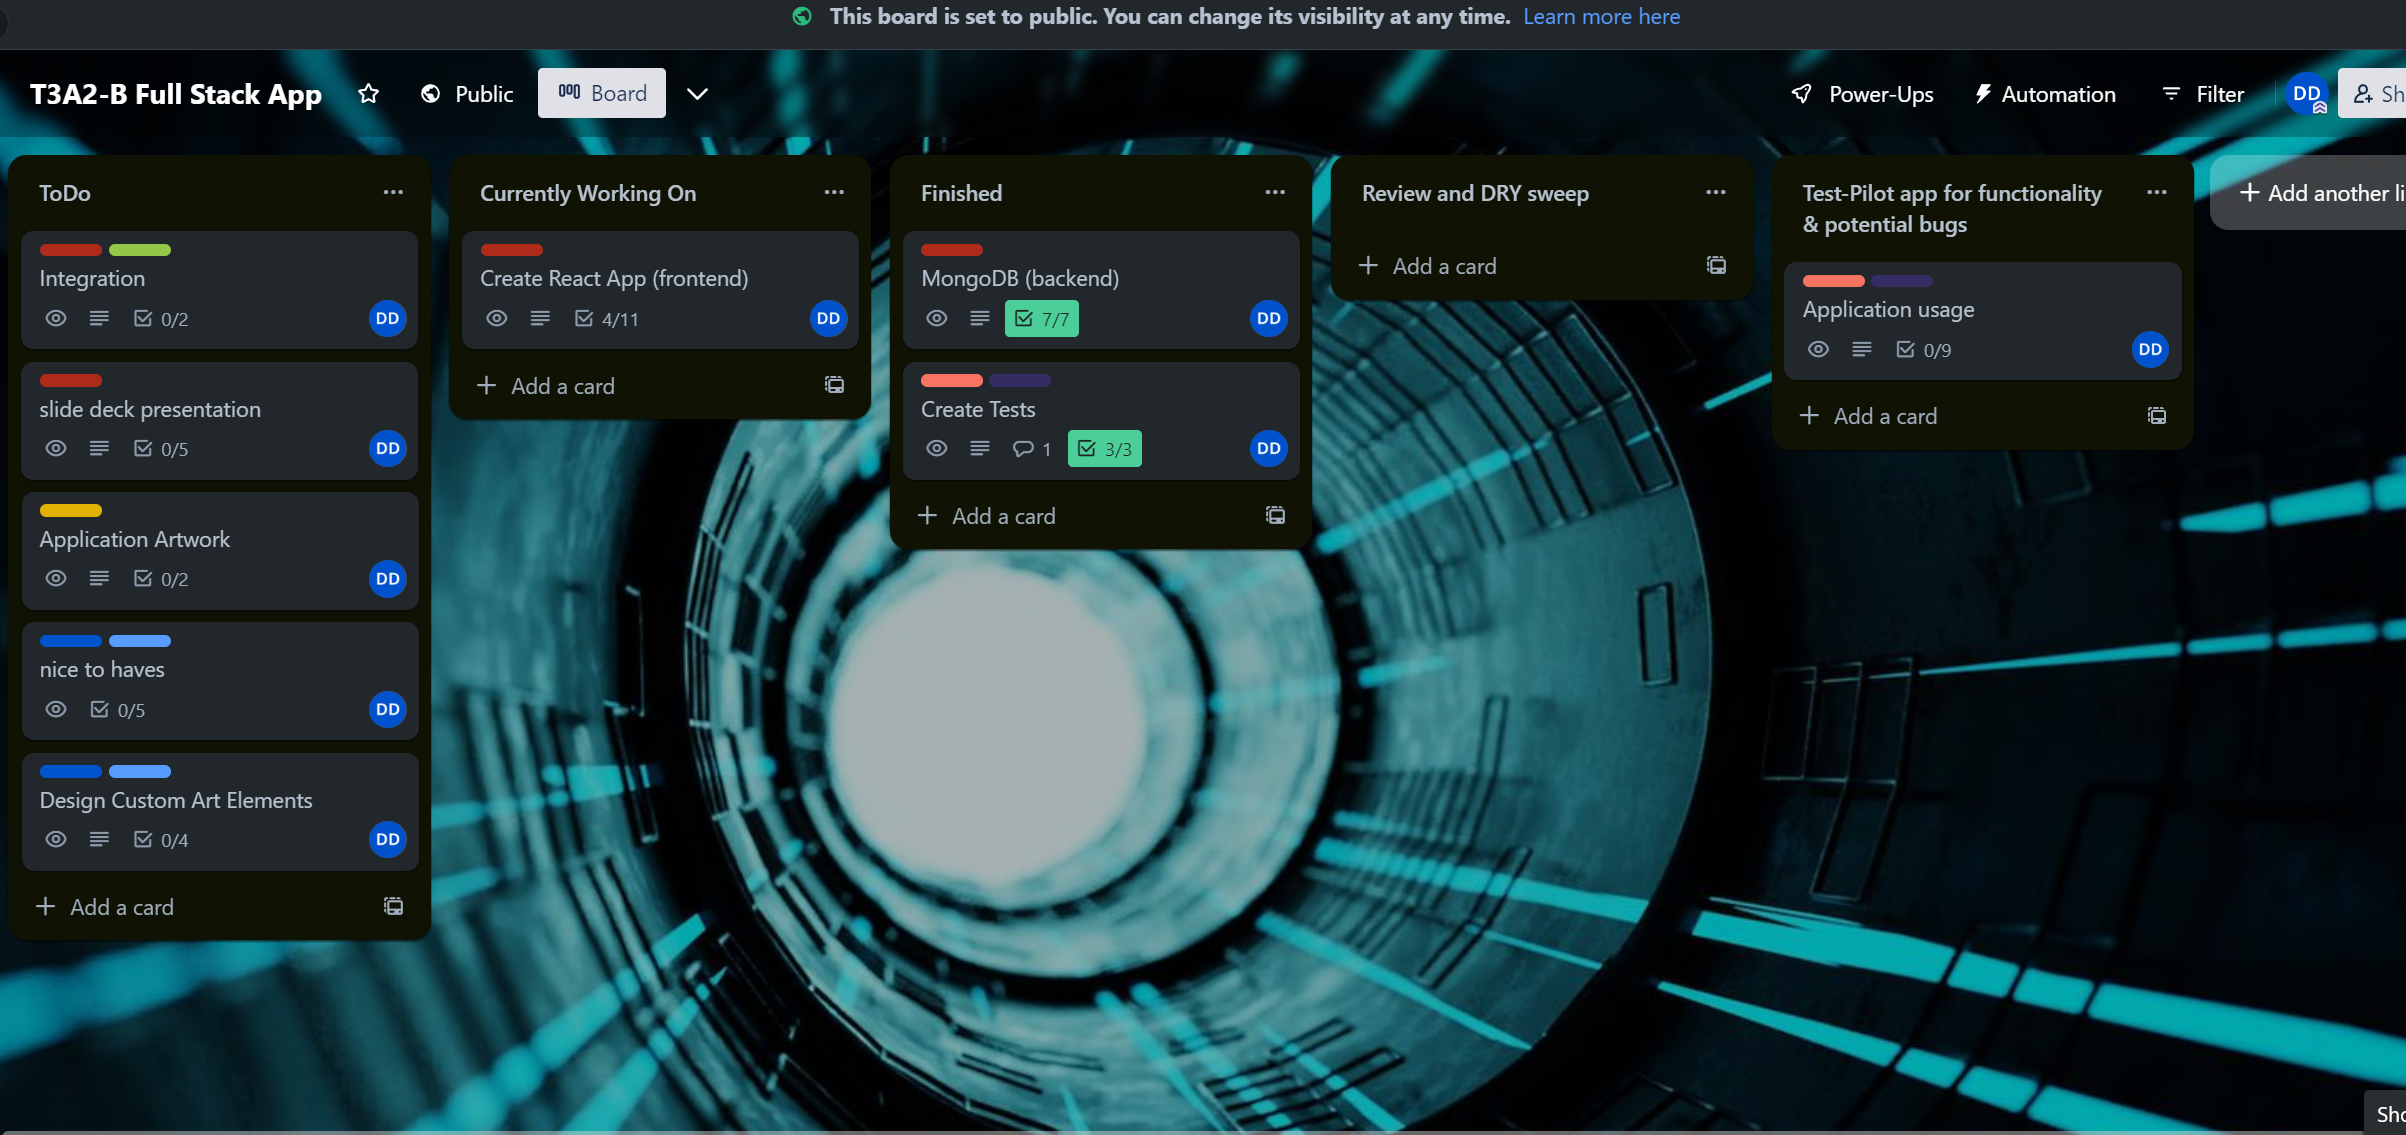 This board is set to public. You can change its visibility at any time. Learn more here
T3A2-B Full Stack App
Public
Board
Power-Ups
Automation
Filter
DD
Sh
ToDo
Integration
0/2
DD
slide deck presentation
0/5
DD
Application Artwork
0/2
DD
nice to haves
0/5
DD
Design Custom Art Elements
0/4
DD
Add a card
Currently Working On
Create React App (frontend)
4/11
DD
Add a card
Finished
MongoDB (backend)
7/7
DD
Create Tests
1
3/3
DD
Add a card
Review and DRY sweep
Add a card
Test-Pilot app for functionality
& potential bugs
Application usage
0/9
DD
Add a card
Add another li
Sho